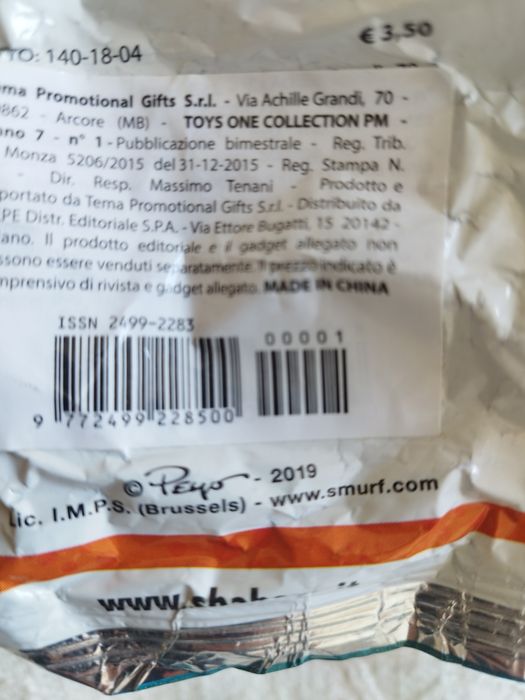 € 3,50
TO: 140-18-04
ma Promotional Gifts S.r.l. - Via Achille Grandi, 70 -
862 - Arcore (MB) - TOYS ONE COLLECTION PM -
no 7 - n° 1 - Pubblicazione bimestrale - Reg. Trib.
Monza 5206/2015 del 31-12-2015 - Reg. Stampa N.
- Dir. Resp. Massimo Tenani - Prodotto e
portato da Tema Promotional Gifts S.r.l. - Distribuito da
PE Distr. Editoriale S.P.A. - Via Ettore Bugatti, 15 20142 -
ano. Il prodotto editoriale e il gadget allegato non
ssono essere venduti separatamente. Il prezzo indicato è
mprensivo di rivista e gadget allegato. MADE IN CHINA
ISSN 2499-2283
00001
9 772499 228500
© Peyo - 2019
Lic. I.M.P.S. (Brussels) - www.smurf.com